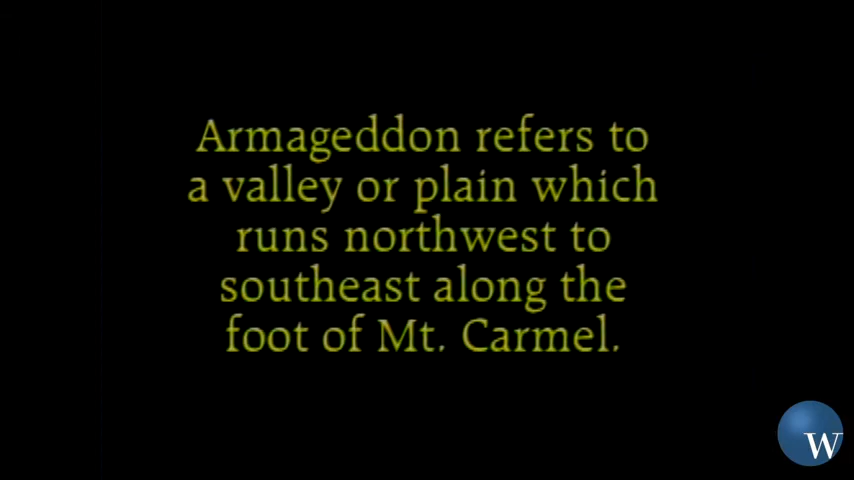 Armageddon refers to
a valley or plain which
runs northwest to
southeast along the
foot of Mt. Carmel.
W